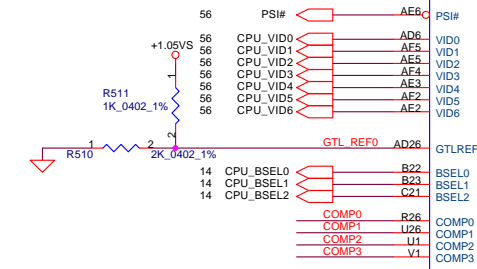 56 PSI# AE6 PSI#
+1.05VS
56 CPU_VID0 AD6 VID0
56 CPU_VID1 AF5 VID1
56 CPU_VID2 AE5 VID2
56 CPU_VID3 AF4 VID3
56 CPU_VID4 AE3 VID4
56 CPU_VID5 AF2 VID5
56 CPU_VID6 AE2 VID6
1
R511
1K_0402_1%
2
GTL_REF0 AD26 GTLREF
1 2
R510 2K_0402_1%
14 CPU_BSEL0 B22 BSEL0
14 CPU_BSEL1 B23 BSEL1
14 CPU_BSEL2 C21 BSEL2
COMP0 R26 COMP0
COMP1 U26 COMP1
COMP2 U1 COMP2
COMP3 V1 COMP3